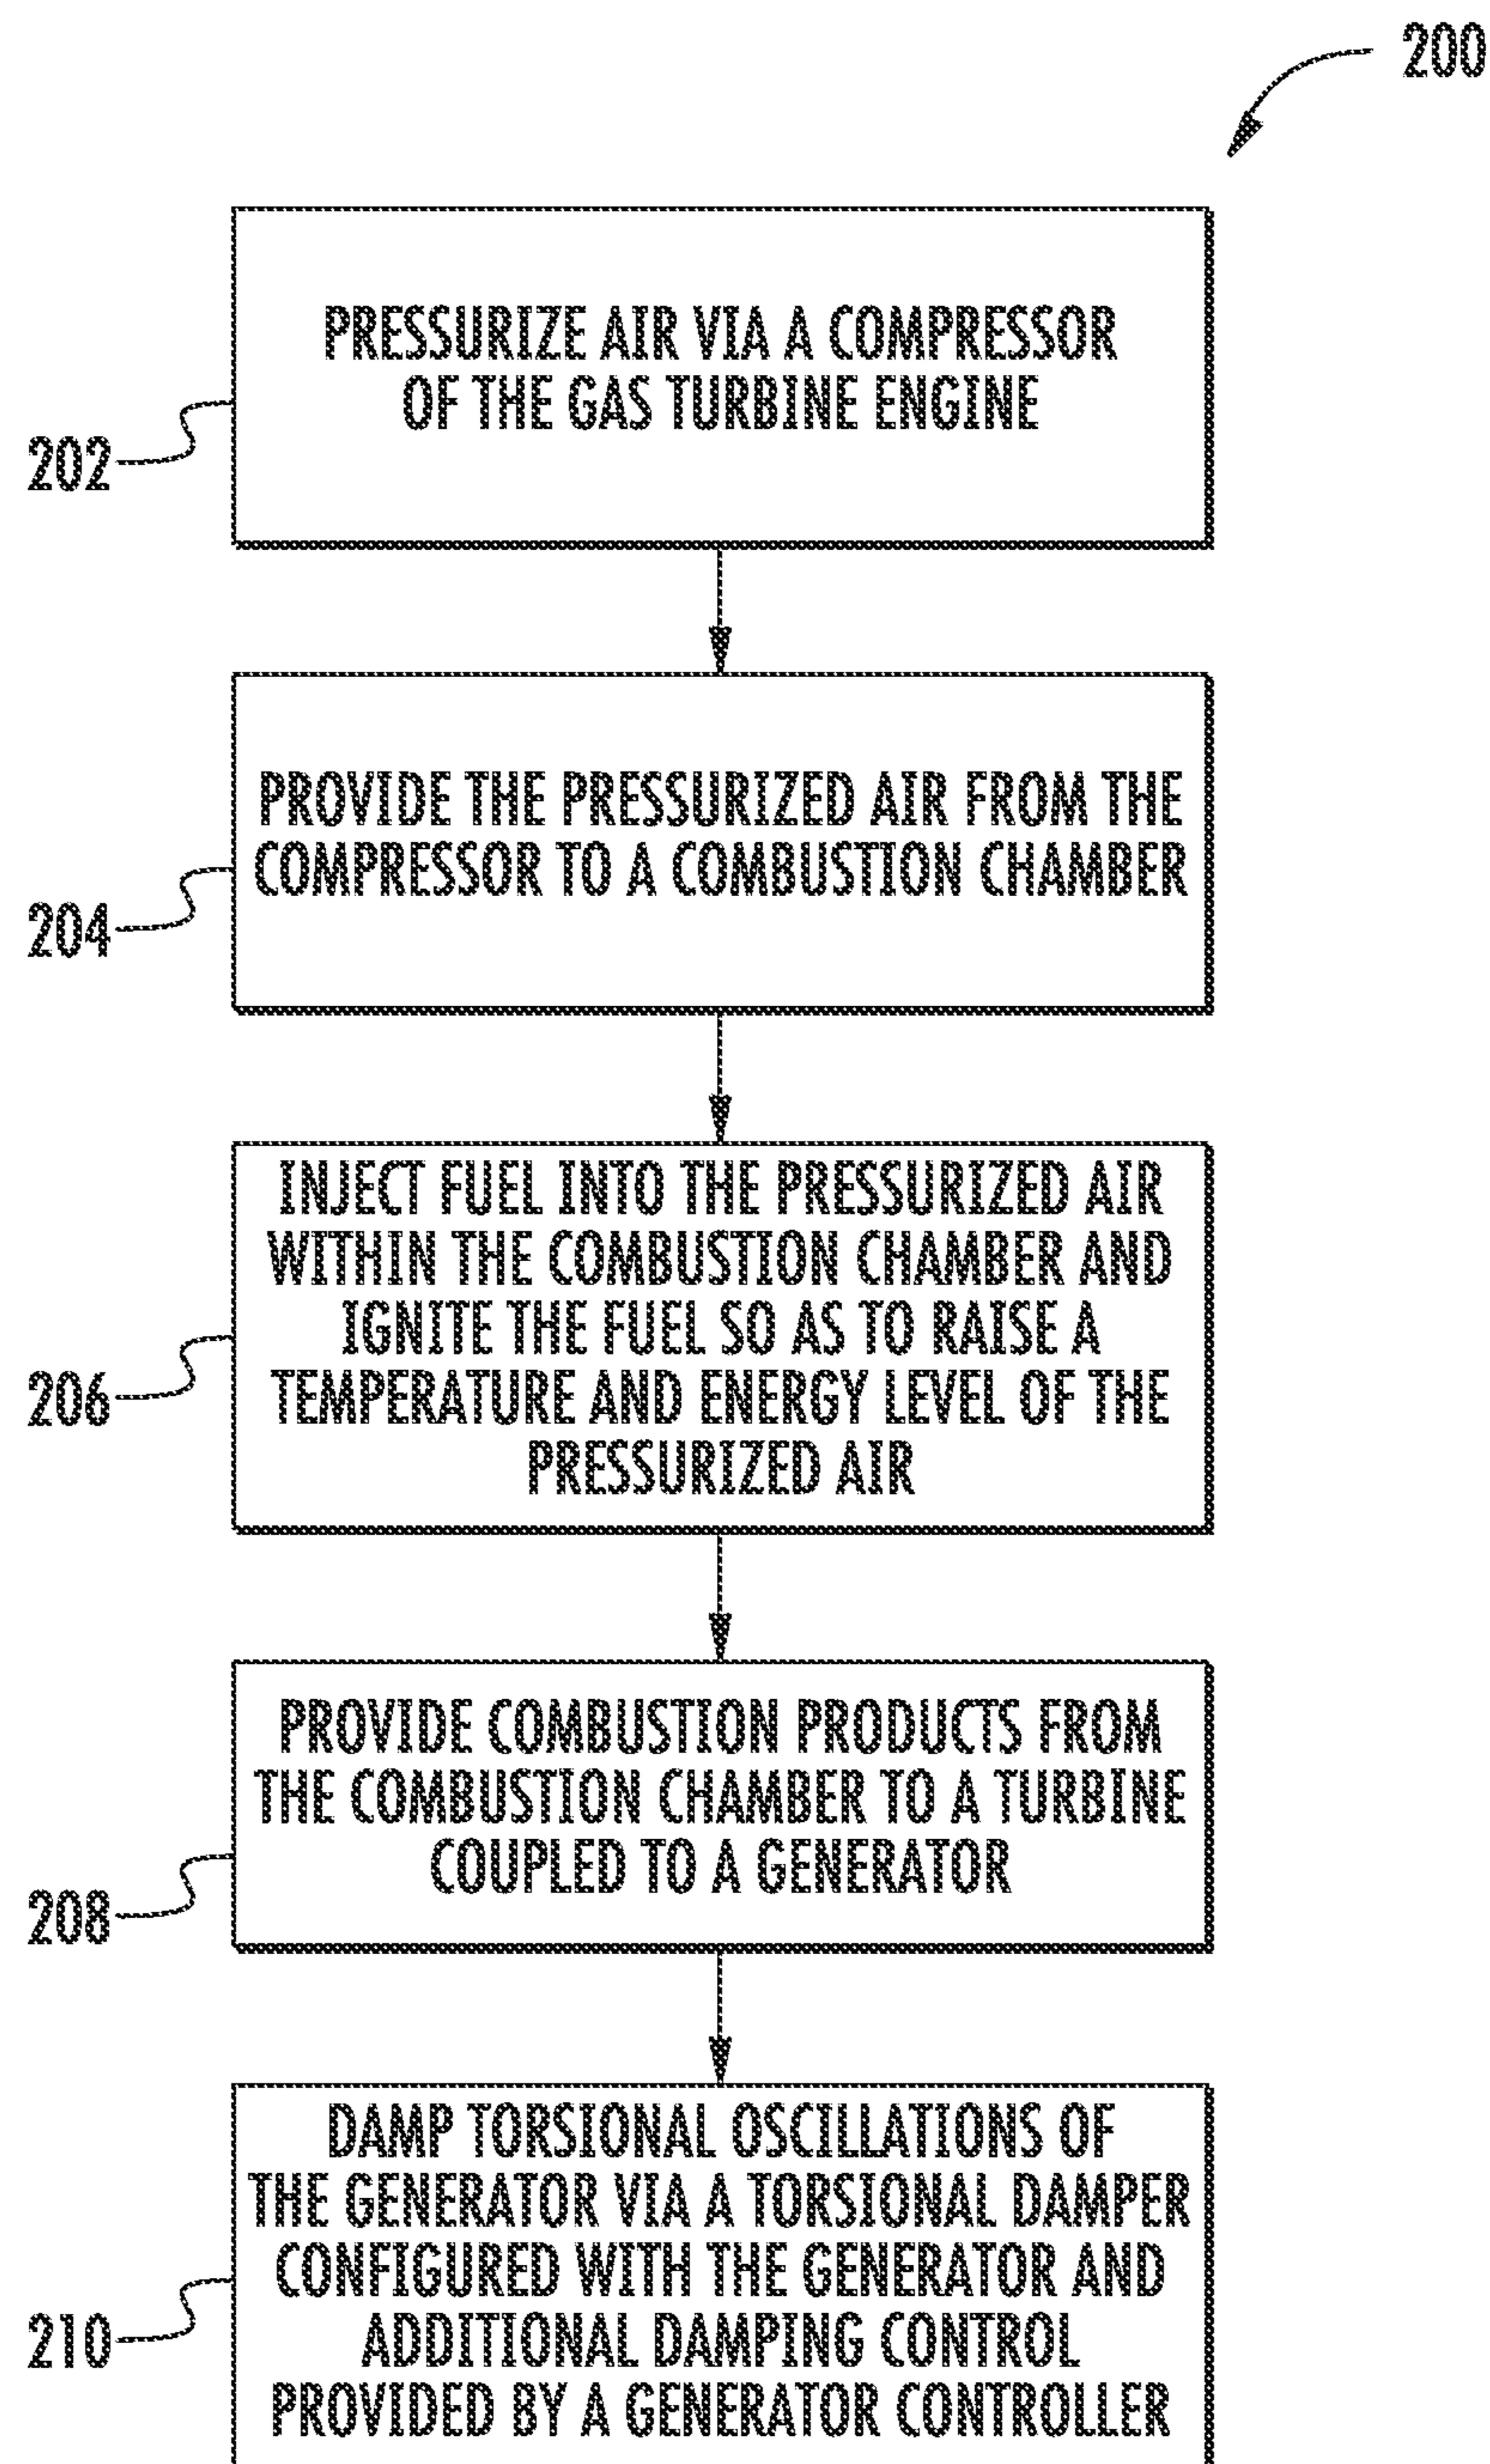 200
PRESSURIZE AIR VIA A COMPRESSOR
OF THE GAS TURBINE ENGINE
202
PROVIDE THE PRESSURIZED AIR FROM THE
COMPRESSOR TO A COMBUSTION CHAMBER
204
INJECT FUEL INTO THE PRESSURIZED AIR
WITHIN THE COMBUSTION CHAMBER AND
IGNITE THE FUEL SO AS TO RAISE A
TEMPERATURE AND ENERGY LEVEL OF THE
PRESSURIZED AIR
206
PROVIDE COMBUSTION PRODUCTS FROM
THE COMBUSTION CHAMBER TO A TURBINE
COUPLED TO A GENERATOR
208
DAMP TORSIONAL OSCILLATIONS OF
THE GENERATOR VIA A TORSIONAL DAMPER
CONFIGURED WITH THE GENERATOR AND
ADDITIONAL DAMPING CONTROL
PROVIDED BY A GENERATOR CONTROLLER
210